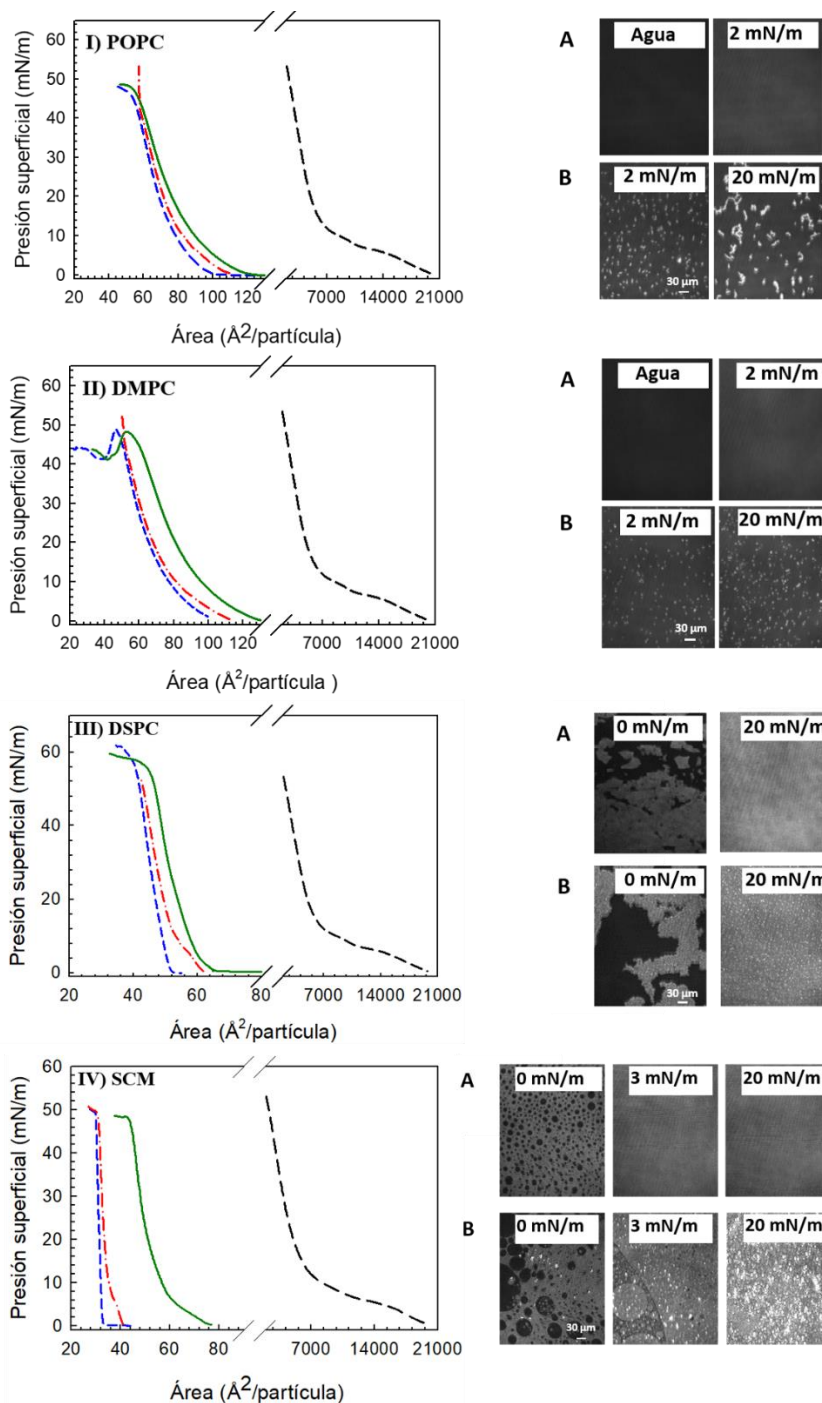 I) POPC
Presión superficial (mN/m)
60
50
40
30
20
10
0
20 40 60 80 100 120 7000 14000 21000
Área (Å2/partícula)
A
Agua
2 mN/m
B
2 mN/m
20 mN/m
30 µm
II) DMPC
Presión superficial (mN/m)
60
50
40
30
20
10
0
20 40 60 80 100 120 7000 14000 21000
Área (Å²/partícula )
A
Agua
2 mN/m
B
2 mN/m
20 mN/m
30 µm
III) DSPC
Presión superficial (mN/m)
60
40
20
0
20 40 60 80 7000 14000 21000
Área (Å²/partícula)
A
0 mN/m
20 mN/m
B
0 mN/m
20 mN/m
30 µm
IV) SCM
Presión superficial (mN/m)
60
50
40
30
20
10
0
20 40 60 80 7000 14000 21000
Área (Å²/partícula)
A
0 mN/m
3 mN/m
20 mN/m
B
0 mN/m
3 mN/m
20 mN/m
30 µm